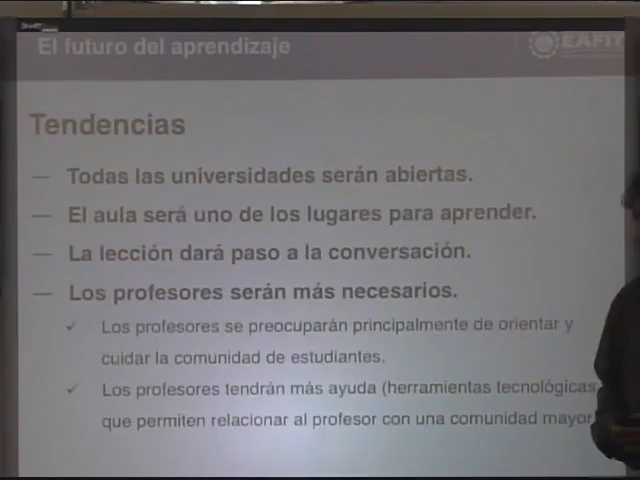 El futuro del aprendizaje
EAFIT
Tendencias
— Todas las universidades serán abiertas.
— El aula será uno de los lugares para aprender.
— La lección dará paso a la conversación.
— Los profesores serán más necesarios.
✓ Los profesores se preocuparán principalmente de orientar y
cuidar la comunidad de estudiantes.
✓ Los profesores tendrán más ayuda (herramientas tecnológicas
que permiten relacionar al profesor con una comunidad mayor